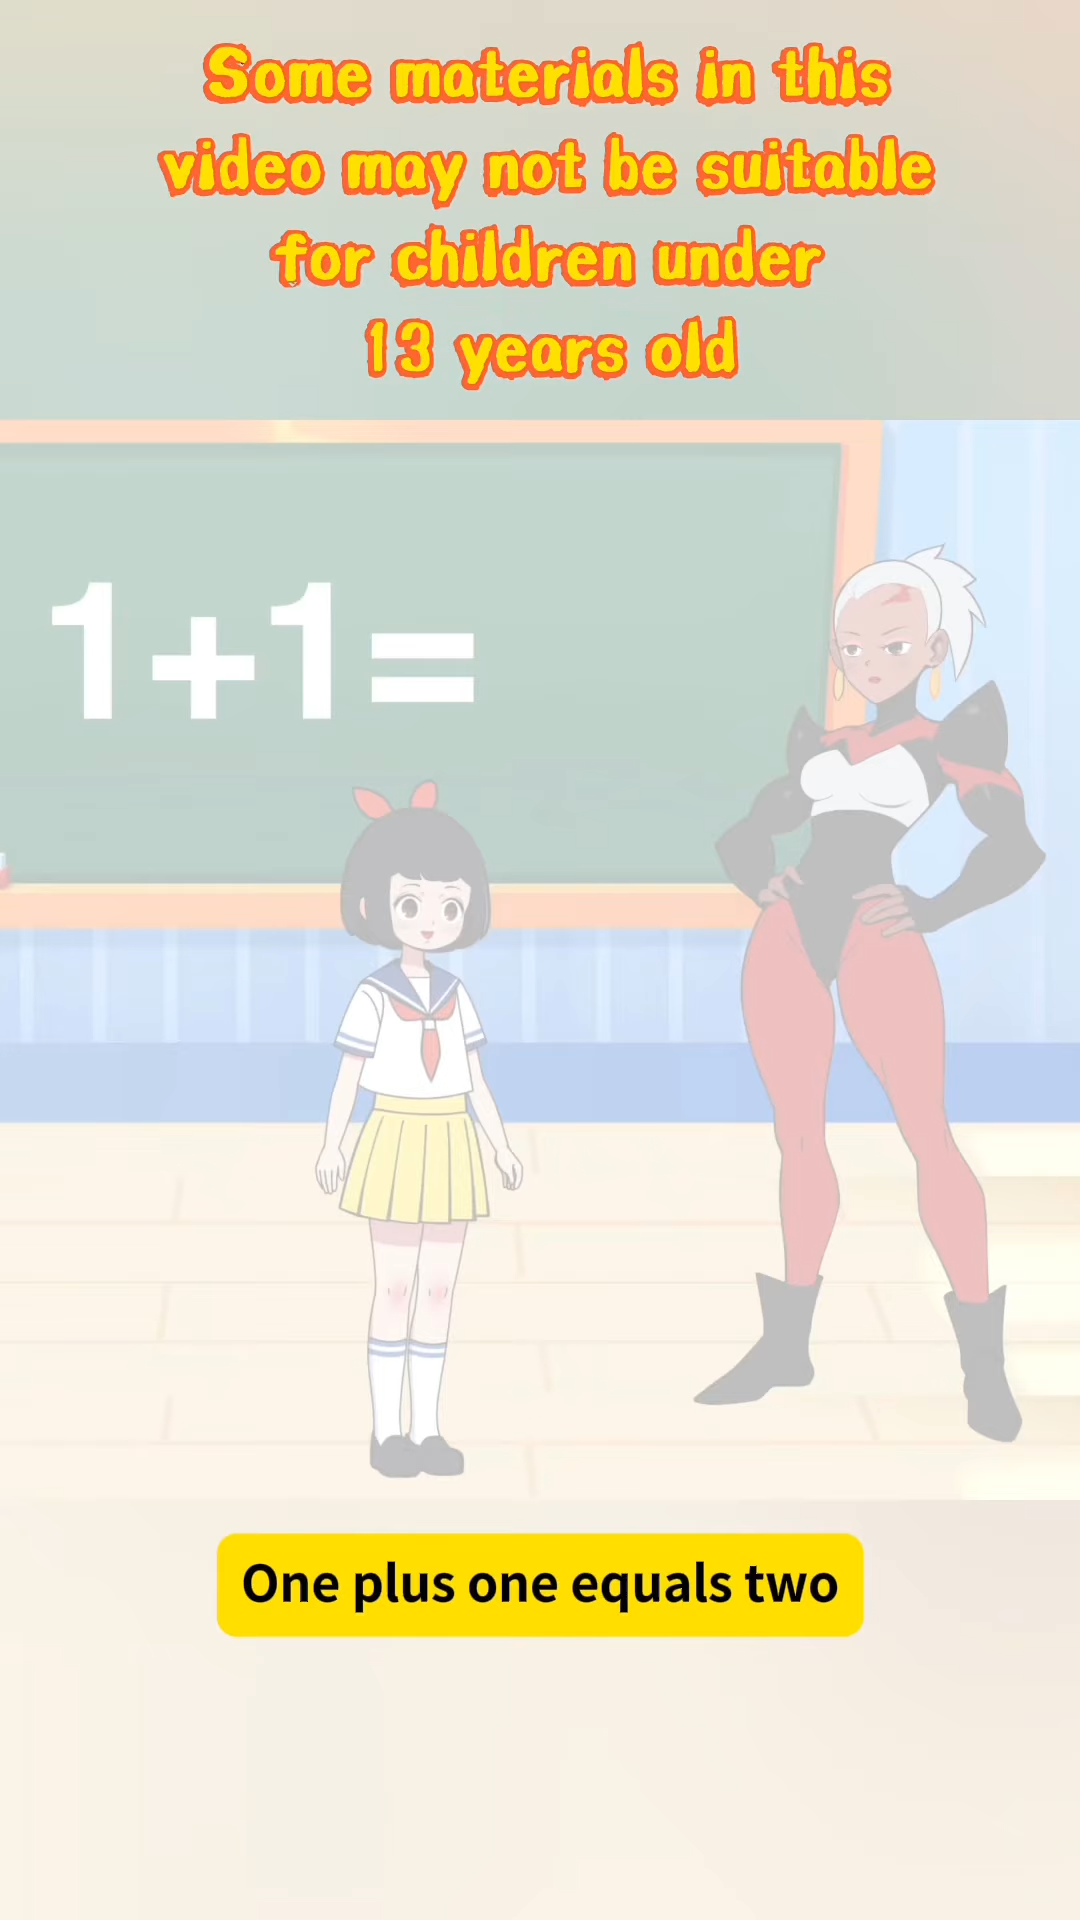 Some materials in this
video may not be suitable
for children under
13 years old
1+1=
One plus one equals two